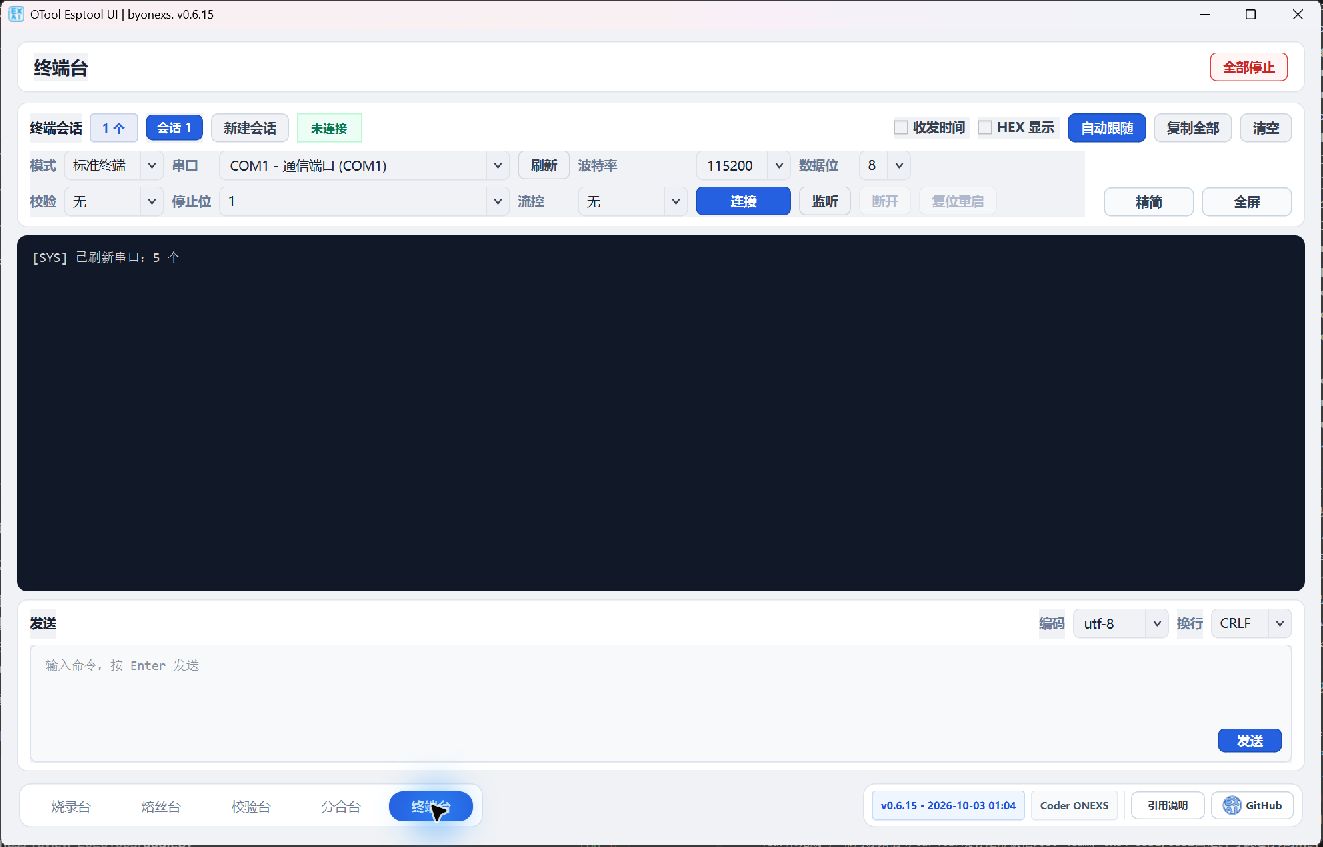 OTool Esptool UI | byonexs. v0.6.15
终端台
全部停止
终端会话 1 个 会话 1 新建会话 未连接 收发时间 HEX 显示 自动跟随 复制全部 清空
模式 标准终端 串口 COM1 - 通信端口 (COM1) 刷新 波特率 115200 数据位 8
校验 无 停止位 1 流控 无 连接 监听 断开 复位重启 精简 全屏
[SYS] 已刷新串口: 5 个
发送 编码 utf-8 换行 CRLF
输入命令, 按 Enter 发送
发送
烧录台 熔丝台 校验台 分合台 终端台 v0.6.15 - 2026-10-03 01:04 Coder ONEXS 引用说明 GitHub